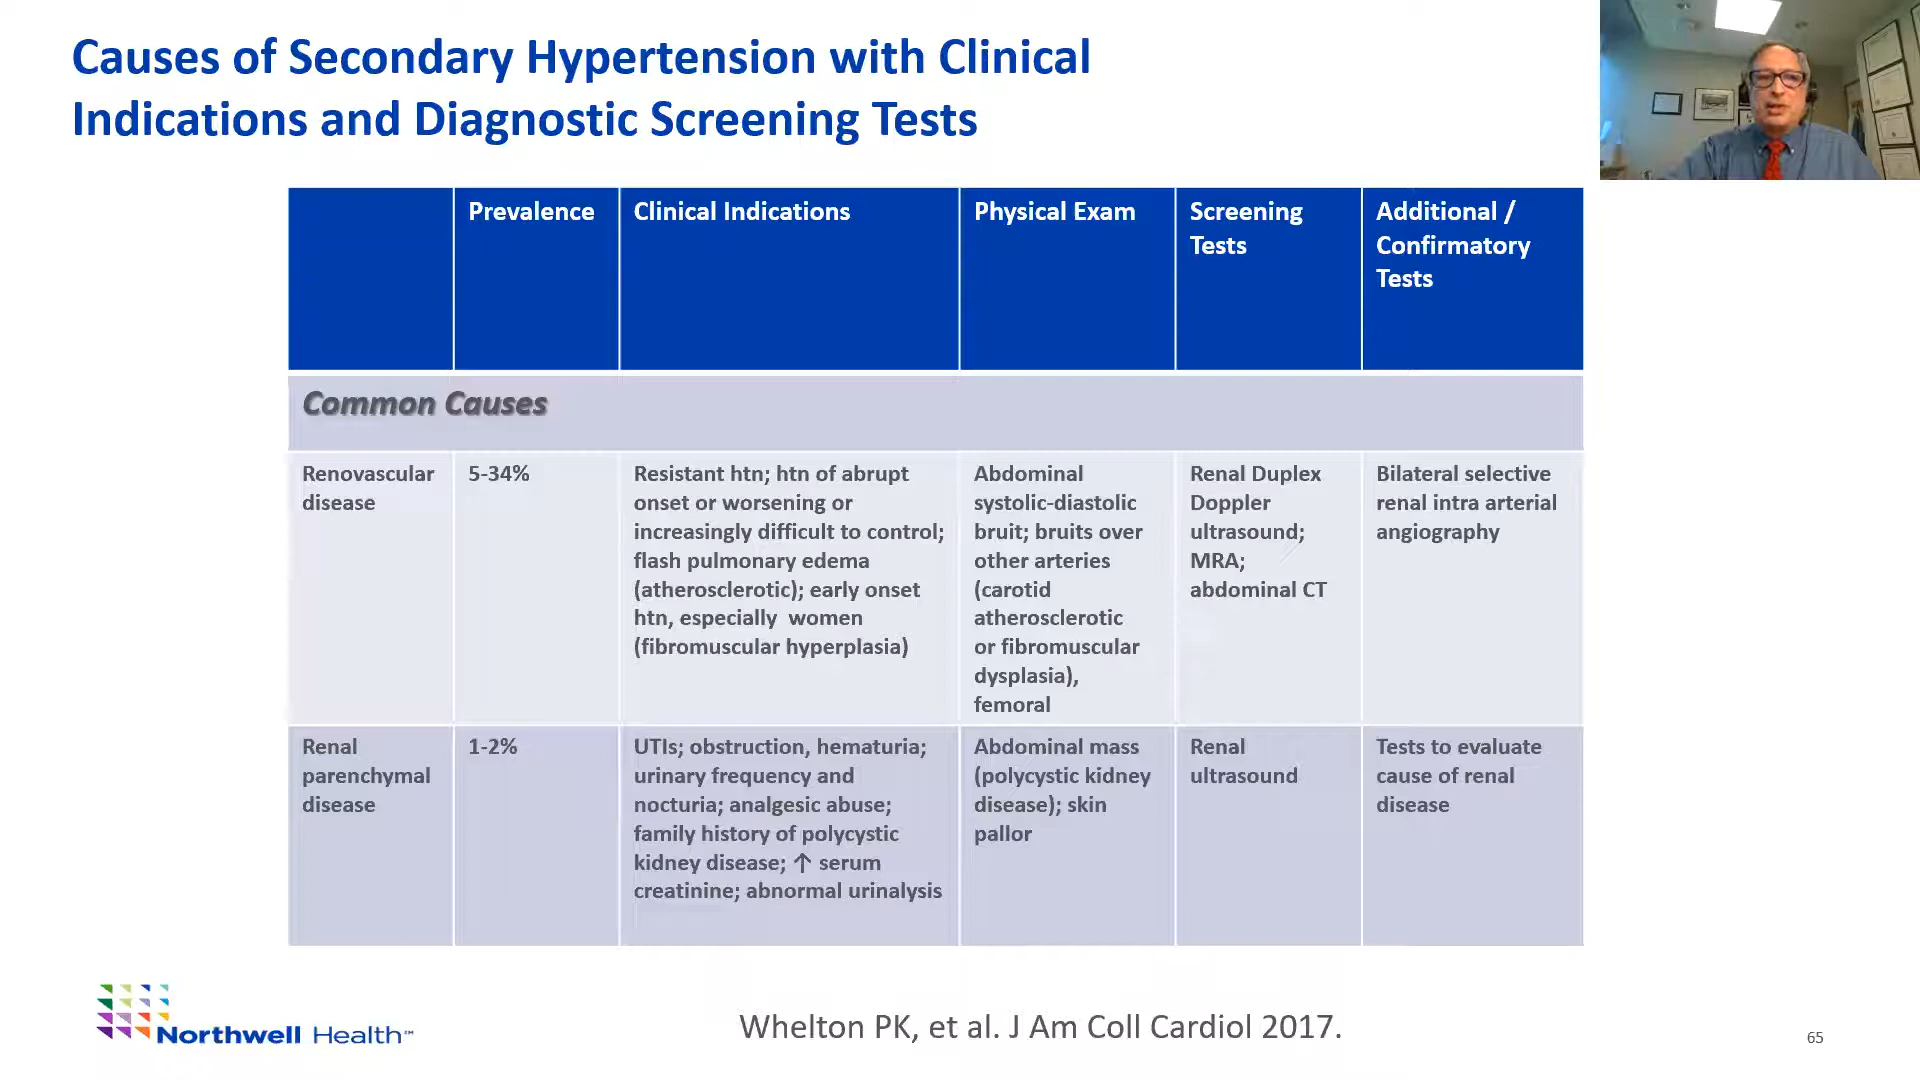 Causes of Secondary Hypertension with Clinical
Indications and Diagnostic Screening Tests
Prevalence
Clinical Indications
Physical Exam
Screening
Tests
Additional /
Confirmatory
Tests
Common Causes
Renovascular
disease
5-34%
Resistant htn; htn of abrupt
onset or worsening or
increasingly difficult to control;
flash pulmonary edema
(atherosclerotic); early onset
htn, especially  women
(fibromuscular hyperplasia)
Abdominal
systolic-diastolic
bruit; bruits over
other arteries
(carotid
atherosclerotic
or fibromuscular
dysplasia),
femoral
Renal Duplex
Doppler
ultrasound;
MRA;
abdominal CT
Bilateral selective
renal intra arterial
angiography
Renal
parenchymal
disease
1-2%
UTIs; obstruction, hematuria;
urinary frequency and
nocturia; analgesic abuse;
family history of polycystic
kidney disease; ↑ serum
creatinine; abnormal urinalysis
Abdominal mass
(polycystic kidney
disease); skin
pallor
Renal
ultrasound
Tests to evaluate
cause of renal
disease
Northwell Health℠
Whelton PK, et al. J Am Coll Cardiol 2017.
65